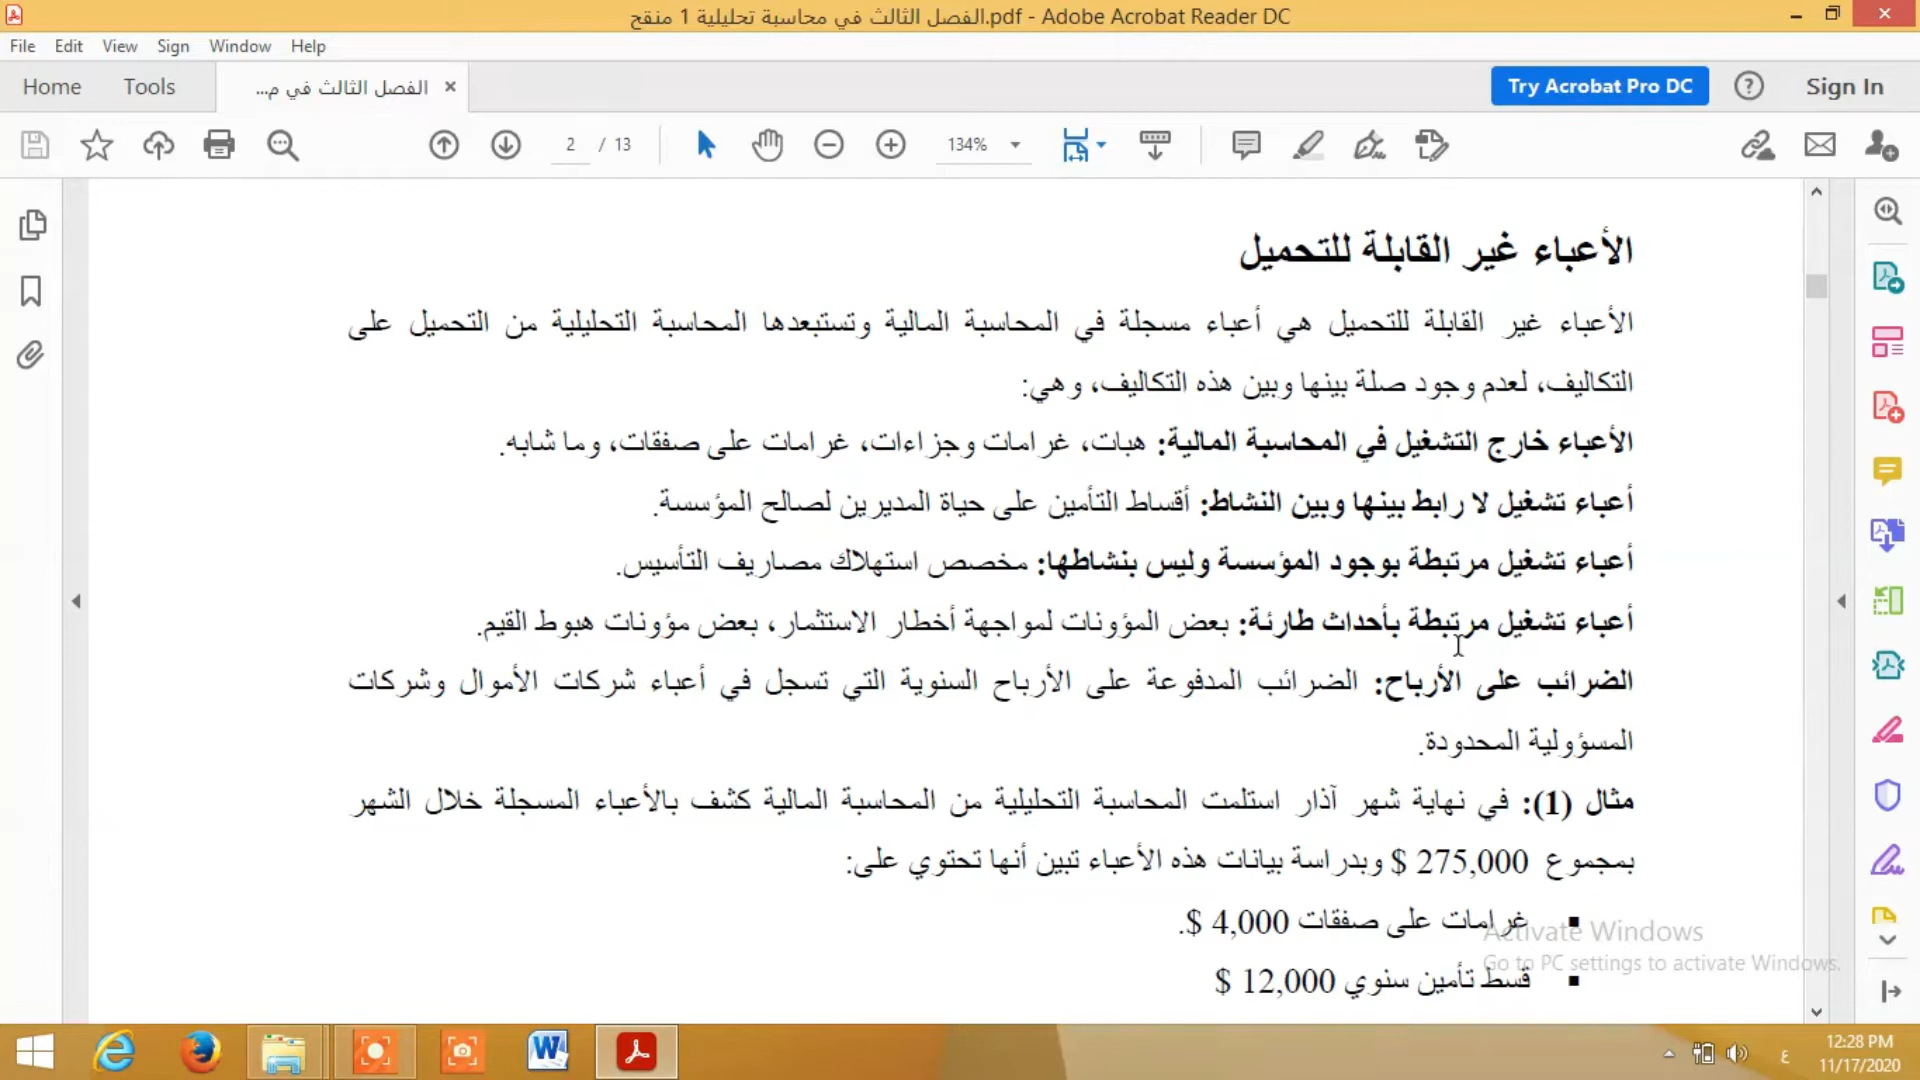 الفصل الثالث في محاسبة تحليلية 1 منقح.pdf - Adobe Acrobat Reader DC
File Edit View Sign Window Help
Home Tools الفصل الثالث في م... Try Acrobat Pro DC Sign In
2 / 13 134%
الأعباء غير القابلة للتحميل
الأعباء غير القابلة للتحميل هي أعباء مسجلة في المحاسبة المالية وتستبعدها المحاسبة التحليلية من التحميل على
التكاليف، لعدم وجود صلة بينها وبين هذه التكاليف، وهي:
الأعباء خارج التشغيل في المحاسبة المالية: هبات، غرامات وجزاءات، غرامات على صفقات، وما شابه.
أعباء تشغيل لا رابط بينها وبين النشاط: أقساط التأمين على حياة المديرين لصالح المؤسسة.
أعباء تشغيل مرتبطة بوجود المؤسسة وليس بنشاطها: مخصص استهلاك مصاريف التأسيس.
أعباء تشغيل مرتبطة بأحداث طارئة: بعض المؤونات لمواجهة أخطار الاستثمار، بعض مؤونات هبوط القيم.
الضرائب على الأرباح: الضرائب المدفوعة على الأرباح السنوية التي تسجل في أعباء شركات الأموال وشركات
المسؤولية المحدودة.
مثال (1): في نهاية شهر آذار استلمت المحاسبة التحليلية من المحاسبة المالية كشف بالأعباء المسجلة خلال الشهر
بمجموع 275,000 $ وبدراسة بيانات هذه الأعباء تبين أنها تحتوي على:
▪ غرامات على صفقات 4,000 $.
▪ قسط تأمين سنوي 12,000 $
Activate Windows
Go to PC settings to activate Windows.
ع
12:28 PM
11/17/2020